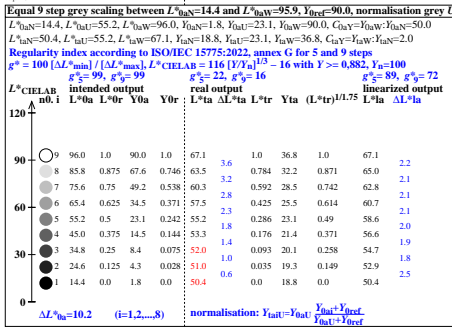 Equal 9 step grey scaling between L*0aN=14.4 and L*0aW=95.9, Y0ref=90.0, normalisation grey U
L*0aN=14.4, L*0aU=55.2, L*0aW=96.0, Y0aN=1.8, Y0aU=23.1, Y0aW=90.0, C0aY=Y0aW:Y0aN=50.0
L*taN=50.4, L*taU=55.2, L*taW=67.1, YtaN=18.8, YtaU=23.1, YtaW=36.8, CtaY=YtaW:YtaN=2.0
Regularity index according to ISO/IEC 15775:2022, annex G for 5 and 9 steps
g* = 100 [ΔL*min] / [ΔL*max], L*CIELAB = 116 [Y/Yn]1/3 − 16 with Y >= 0,882, Yn=100
g*5= 99, g*9= 99 g*5= 22, g*9= 16 g*5= 89, g*9= 72
L*CIELAB intended output real output linearized output
n0. i L*0a L*0r Y0a Y0r L*ta ΔL*ta L*tr Yta (L*tr)1/1.75 L*la ΔL*la
120
90
9 96.0 1.0 90.0 1.0 67.1 1.0 36.8 1.0 67.1
3.6 2.2
8 85.8 0.875 67.6 0.746 63.5 0.784 32.2 0.871 65.0
3.2 2.1
7 75.6 0.75 49.2 0.538 60.3 0.592 28.5 0.742 62.8
2.8 2.1
60
6 65.4 0.625 34.5 0.371 57.5 0.425 25.5 0.614 60.7
2.3 2.1
5 55.2 0.5 23.1 0.242 55.2 0.286 23.1 0.49 58.6
1.8 2.0
4 45.0 0.375 14.5 0.144 53.3 0.176 21.4 0.371 56.6
1.4 1.9
30
3 34.8 0.25 8.4 0.075 52.0 0.093 20.1 0.258 54.7
1.0 1.8
2 24.6 0.125 4.3 0.028 51.0 0.035 19.3 0.149 52.9
0.6 2.5
1 14.4 0.0 1.8 0.0 50.4 0.0 18.8 0.0 50.4
0
ΔL*0a=10.2 (i=1,2,...,8) normalisation: YtaiU=Y0aU Y0ai+Y0ref
Y0aU+Y0ref